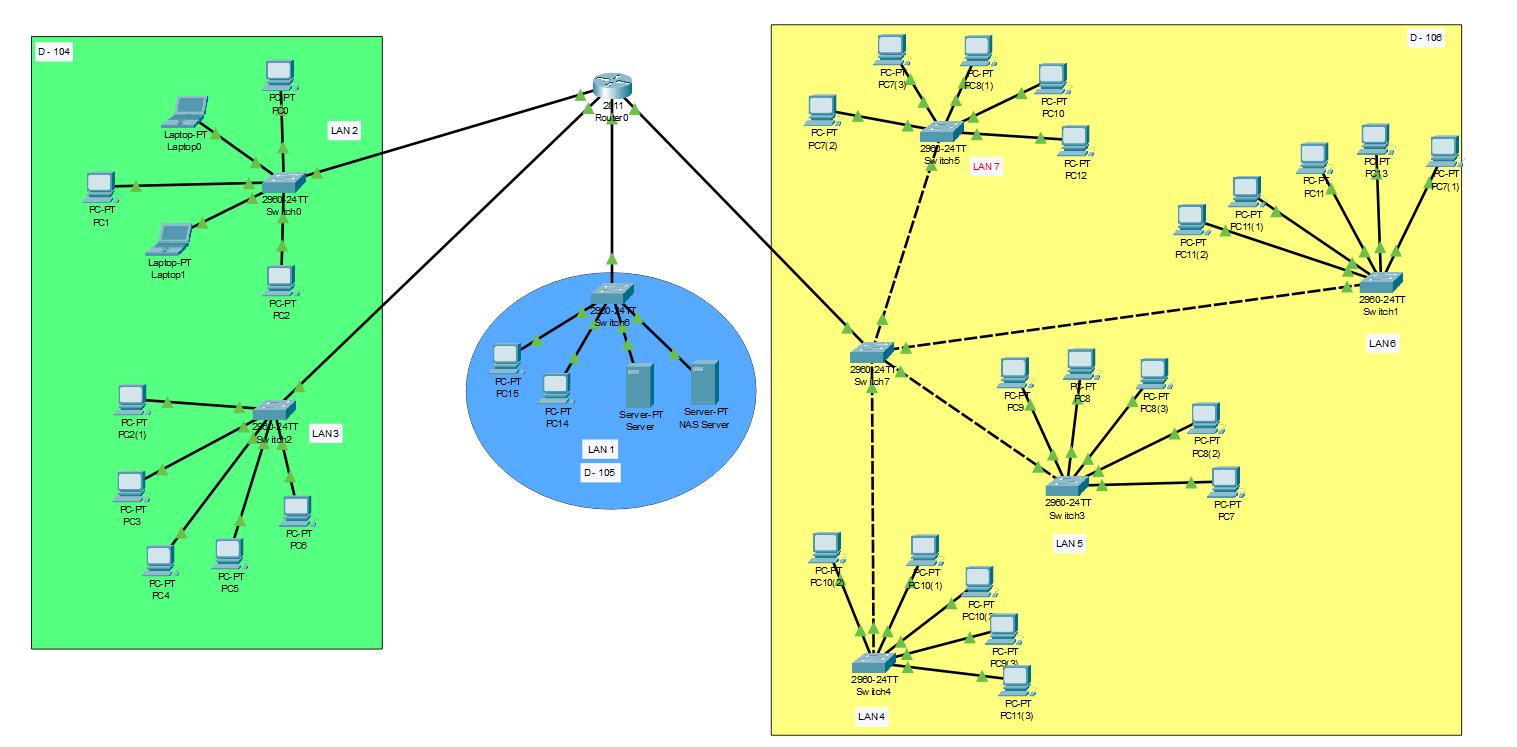 D - 104
PC-PT
PC0
Laptop-PT
Laptop0
LAN 2
PC-PT
PC1
2960-24TT
Switch0
Laptop-PT
Laptop1
PC-PT
PC2
PC-PT
PC2(1)
2960-24TT
Switch2
LAN 3
PC-PT
PC3
PC-PT
PC6
PC-PT
PC4
PC-PT
PC5
2811
Router0
2960-24TT
Switch6
PC-PT
PC15
PC-PT
PC14
Server-PT
Server
Server-PT
NAS Server
LAN 1
D - 105
D - 106
PC-PT
PC7(3)
PC-PT
PC8(1)
PC-PT
PC10
PC-PT
PC7(2)
2960-24TT
Switch5
LAN 7
PC-PT
PC12
PC-PT
PC11
PC-PT
PC13
PC-PT
PC7(1)
PC-PT
PC11(1)
PC-PT
PC11(2)
2960-24TT
Switch1
LAN 6
2960-24TT
Switch7
PC-PT
PC9
PC-PT
PC8
PC-PT
PC8(3)
PC-PT
PC8(2)
PC-PT
PC7
2960-24TT
Switch3
LAN 5
PC-PT
PC10(2)
PC-PT
PC10(1)
PC-PT
PC-PT
PC9(3)
2960-24TT
Switch4
PC-PT
PC11(3)
LAN 4